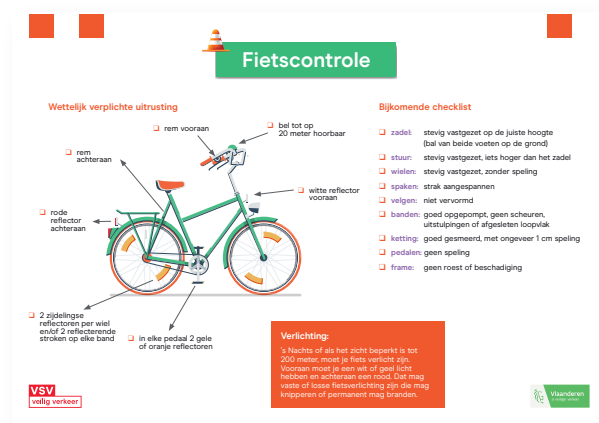 Fietscontrole
Wettelijk verplichte uitrusting
rem vooraan
bel tot op
20 meter hoorbaar
rem
achteraan
witte reflector
vooraan
rode
reflector
achteraan
2 zijdelingse
reflectoren per wiel
en/of 2 reflecterende
stroken op elke band
in elke pedaal 2 gele
of oranje reflectoren
Bijkomende checklist
zadel: stevig vastgezet op de juiste hoogte
(bal van beide voeten op de grond)
stuur: stevig vastgezet, iets hoger dan het zadel
wielen: stevig vastgezet, zonder speling
spaken: strak aangespannen
velgen: niet vervormd
banden: goed opgepompt, geen scheuren,
uitstulpingen of afgesleten loopvlak
ketting: goed gesmeerd, met ongeveer 1 cm speling
pedalen: geen speling
frame: geen roest of beschadiging
Verlichting:
's Nachts of als het zicht beperkt is tot
200 meter, moet je fiets verlicht zijn.
Vooraan moet je een wit of geel licht
hebben en achteraan een rood. Dat mag
vaste of losse fietsverlichting zijn die mag
knipperen of permanent mag branden.
VSV
veilig verkeer
Vlaanderen